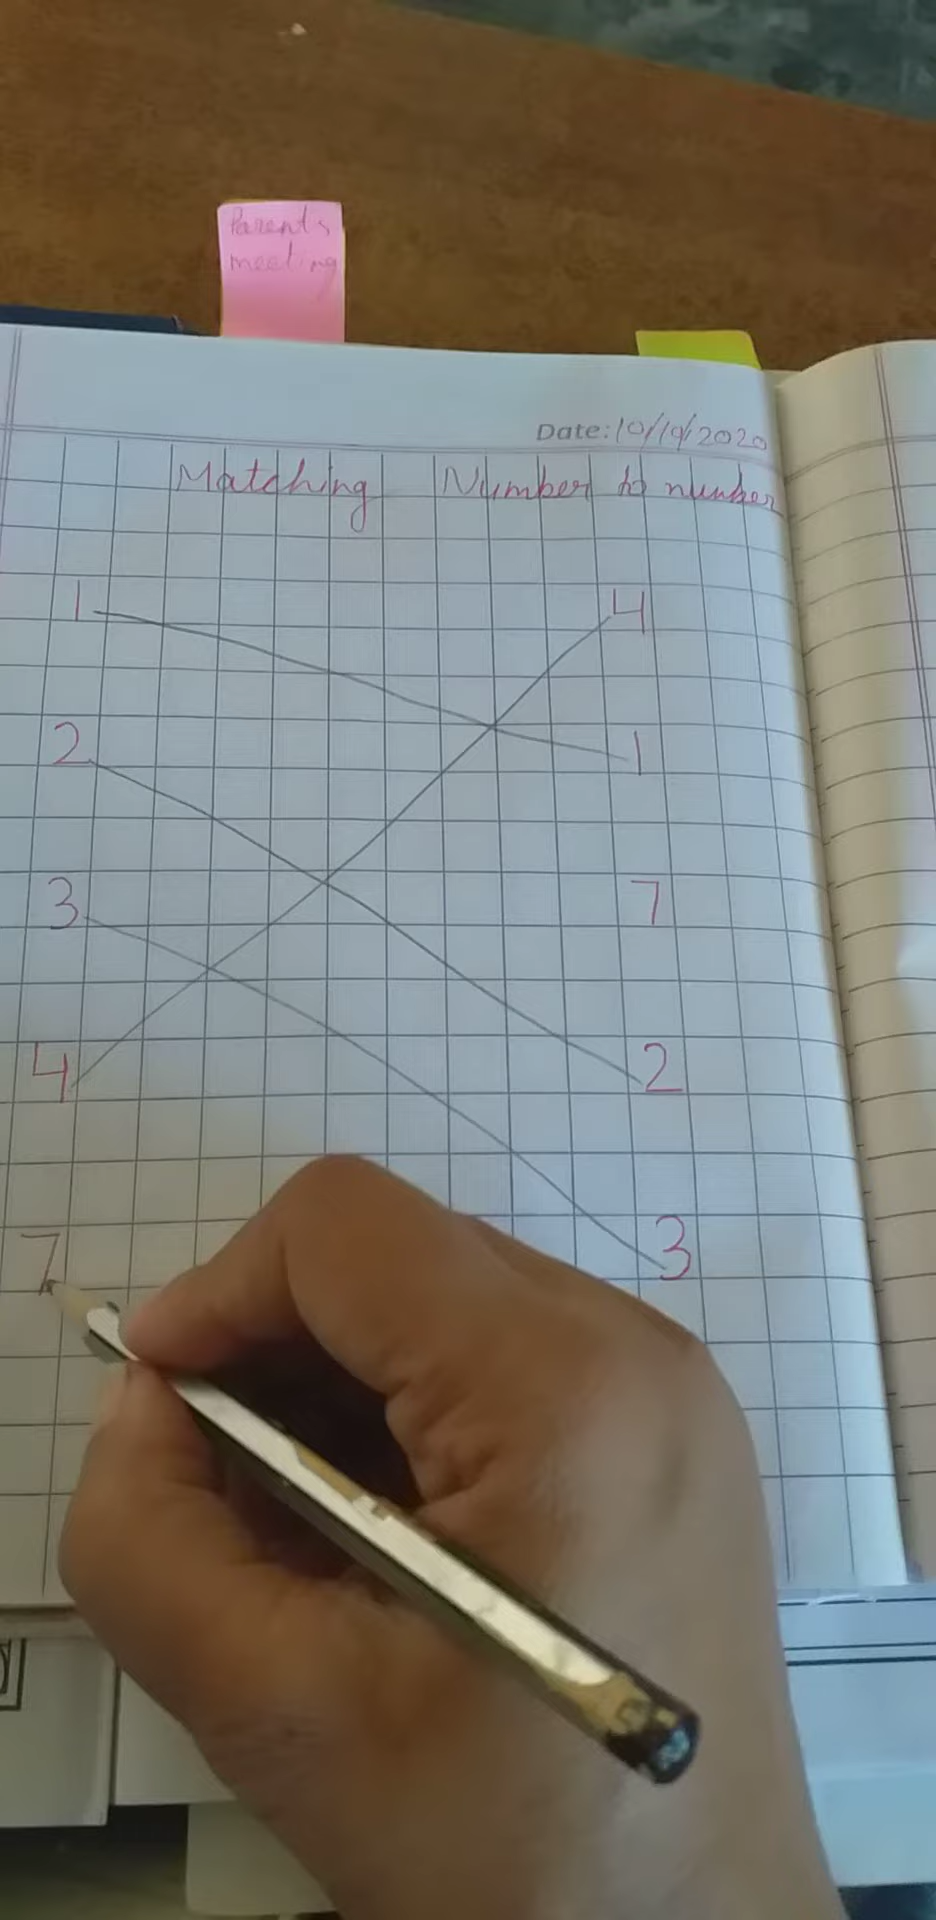 Parents
meeting
Date: 10/10/2020
Matching Number to number
1 4
2 1
3 7
4 2
7 3